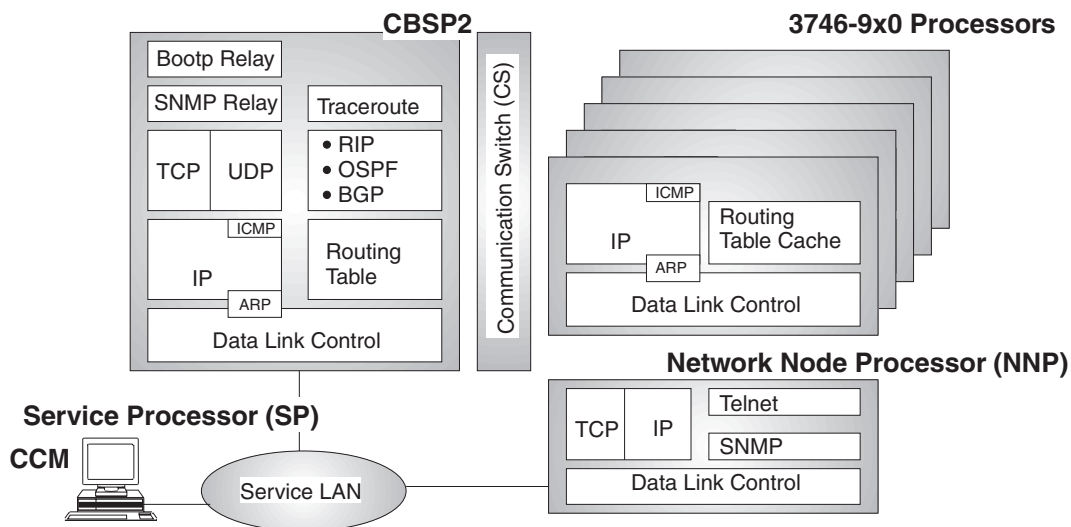 CBSP2
Bootp Relay
SNMP Relay
Traceroute
TCP
UDP
• RIP
• OSPF
• BGP
ICMP
IP
ARP
Routing
Table
Data Link Control
Communication Switch (CS)
3746-9x0 Processors
ICMP
IP
ARP
Routing
Table Cache
Data Link Control
Network Node Processor (NNP)
TCP
IP
Telnet
SNMP
Data Link Control
Service Processor (SP)
CCM
Service LAN